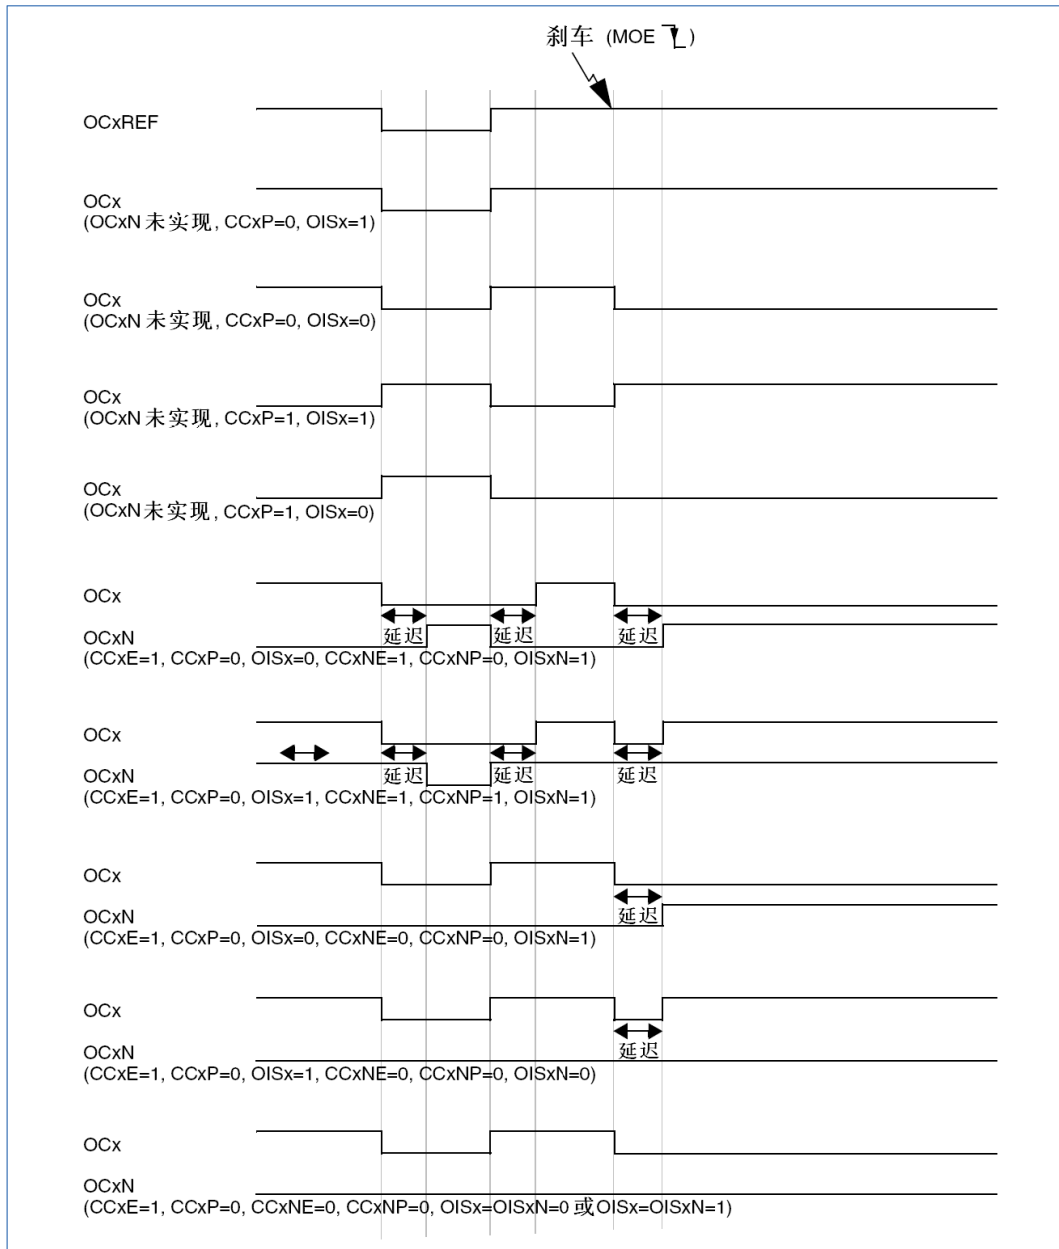 刹车 (MOE )
OCxREF
OCx
(OCxN 未实现, CCxP=0, OISx=1)
OCx
(OCxN 未实现, CCxP=0, OISx=0)
OCx
(OCxN 未实现, CCxP=1, OISx=1)
OCx
(OCxN 未实现, CCxP=1, OISx=0)
OCx
延迟 延迟 延迟
OCxN
(CCxE=1, CCxP=0, OISx=0, CCxNE=1, CCxNP=0, OISxN=1)
OCx
延迟 延迟 延迟
OCxN
(CCxE=1, CCxP=0, OISx=1, CCxNE=1, CCxNP=1, OISxN=1)
OCx
OCxN 延迟
(CCxE=1, CCxP=0, OISx=0, CCxNE=0, CCxNP=0, OISxN=1)
OCx
OCxN 延迟
(CCxE=1, CCxP=0, OISx=1, CCxNE=0, CCxNP=0, OISxN=0)
OCx
OCxN
(CCxE=1, CCxP=0, CCxNE=0, CCxNP=0, OISx=OISxN=0 或OISx=OISxN=1)